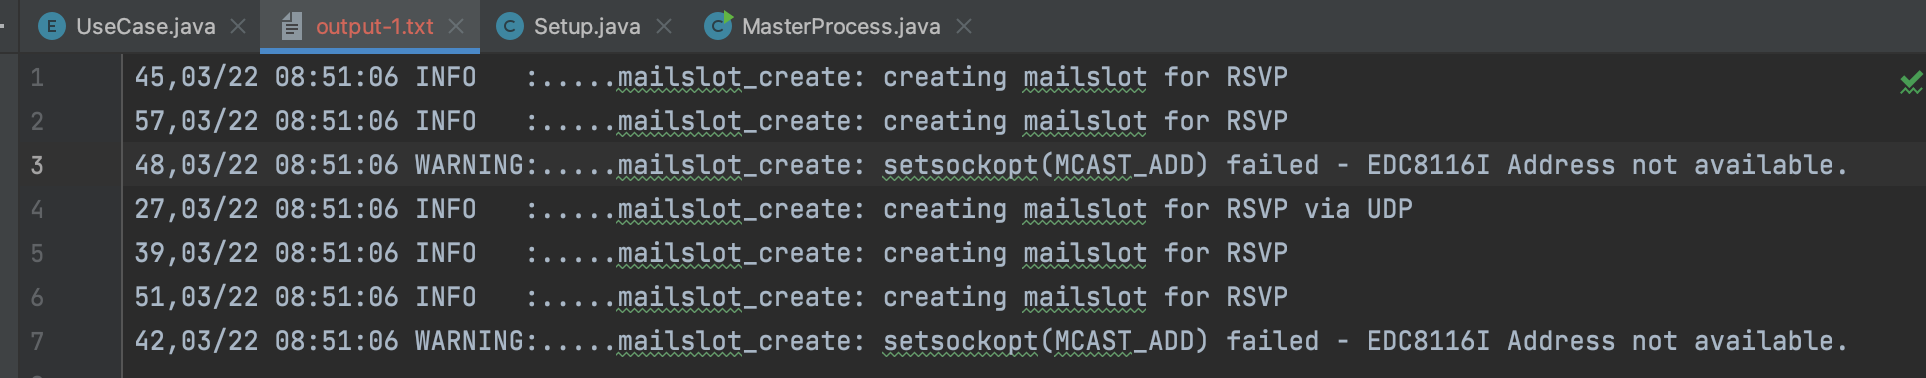 UseCase.java output-1.txt Setup.java MasterProcess.java
1 45,03/22 08:51:06 INFO   :.....mailslot_create: creating mailslot for RSVP
2 57,03/22 08:51:06 INFO   :.....mailslot_create: creating mailslot for RSVP
3 48,03/22 08:51:06 WARNING:.....mailslot_create: setsockopt(MCAST_ADD) failed - EDC8116I Address not available.
4 27,03/22 08:51:06 INFO   :.....mailslot_create: creating mailslot for RSVP via UDP
5 39,03/22 08:51:06 INFO   :.....mailslot_create: creating mailslot for RSVP
6 51,03/22 08:51:06 INFO   :.....mailslot_create: creating mailslot for RSVP
7 42,03/22 08:51:06 WARNING:.....mailslot_create: setsockopt(MCAST_ADD) failed - EDC8116I Address not available.